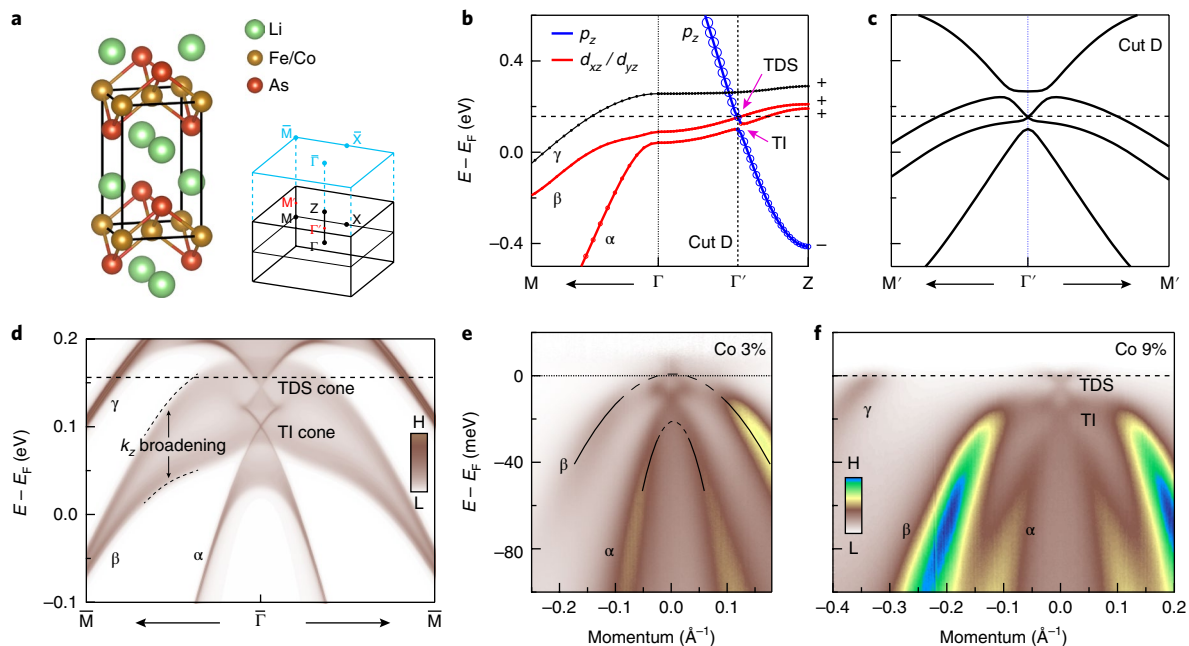 a
Li
Fe/Co
As
M̄
X̄
Γ̄
M′
Z
M
X
Γ′
Γ
b
p_z
d_xz / d_yz
p_z
TDS
TI
+
+
+
−
γ
β
α
Cut D
0.4
0.0
−0.4
E − E_F (eV)
M
Γ
Γ′
Z
c
Cut D
M′
Γ′
M′
d
0.2
0.1
0.0
−0.1
E − E_F (eV)
TDS cone
TI cone
γ
k_z broadening
β
α
H
L
M̄
Γ̄
M̄
e
Co 3%
0
−40
−80
E − E_F (meV)
β
α
−0.2
−0.1
0.0
0.1
Momentum (Å⁻¹)
f
Co 9%
γ
TDS
TI
H
L
β
α
−0.4
−0.3
−0.2
−0.1
0.0
0.1
0.2
Momentum (Å⁻¹)